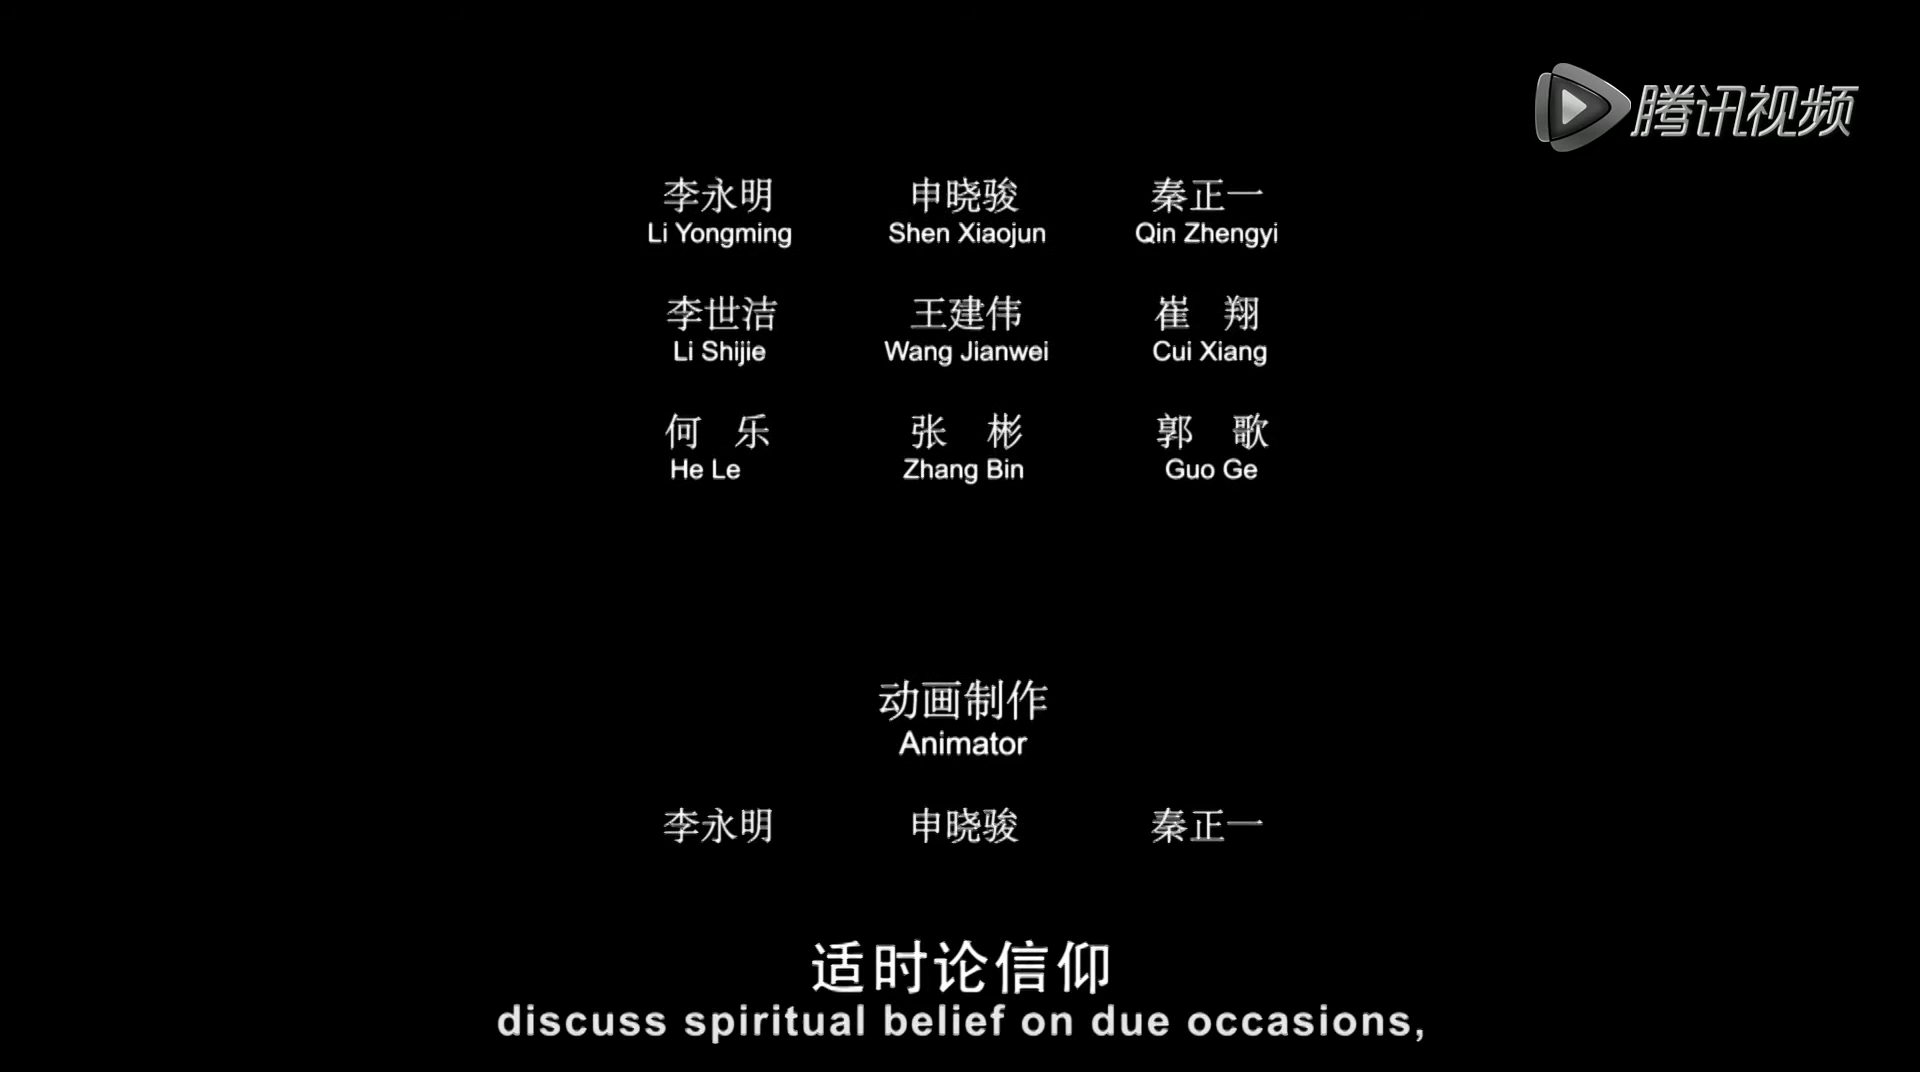 腾讯视频
李永明 申晓骏 秦正一
Li Yongming Shen Xiaojun Qin Zhengyi
李世洁 王建伟 崔 翔
Li Shijie Wang Jianwei Cui Xiang
何 乐 张 彬 郭 歌
He Le Zhang Bin Guo Ge
动画制作
Animator
李永明 申晓骏 秦正一
适时论信仰
discuss spiritual belief on due occasions,